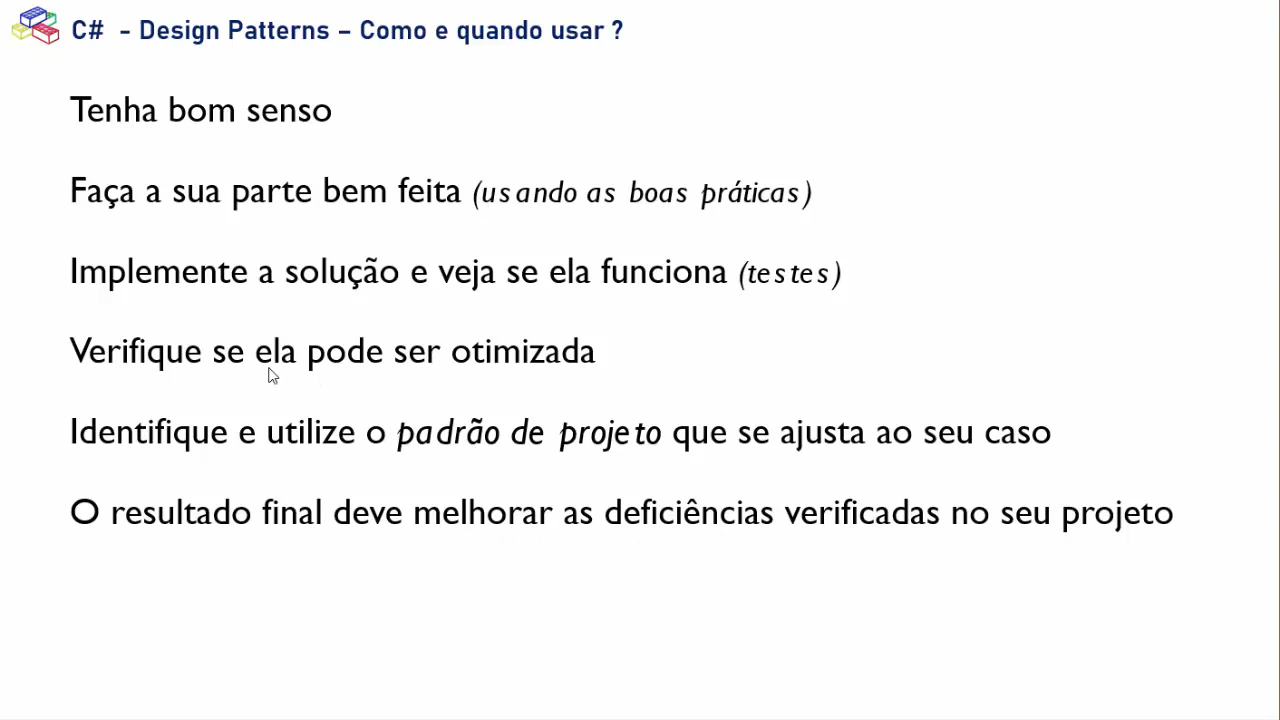 C# - Design Patterns – Como e quando usar ?
Tenha bom senso
Faça a sua parte bem feita (usando as boas práticas)
Implemente a solução e veja se ela funciona (testes)
Verifique se ela pode ser otimizada
Identifique e utilize o padrão de projeto que se ajusta ao seu caso
O resultado final deve melhorar as deficiências verificadas no seu projeto